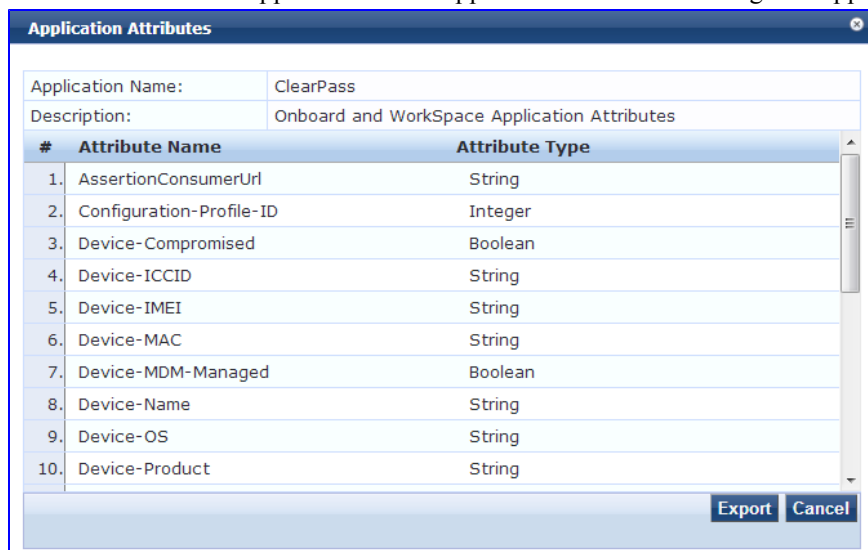 Application Attributes
Application Name: ClearPass
Description: Onboard and WorkSpace Application Attributes
# Attribute Name Attribute Type
1. AssertionConsumerUrl String
2. Configuration-Profile-ID Integer
3. Device-Compromised Boolean
4. Device-ICCID String
5. Device-IMEI String
6. Device-MAC String
7. Device-MDM-Managed Boolean
8. Device-Name String
9. Device-OS String
10. Device-Product String
Export Cancel